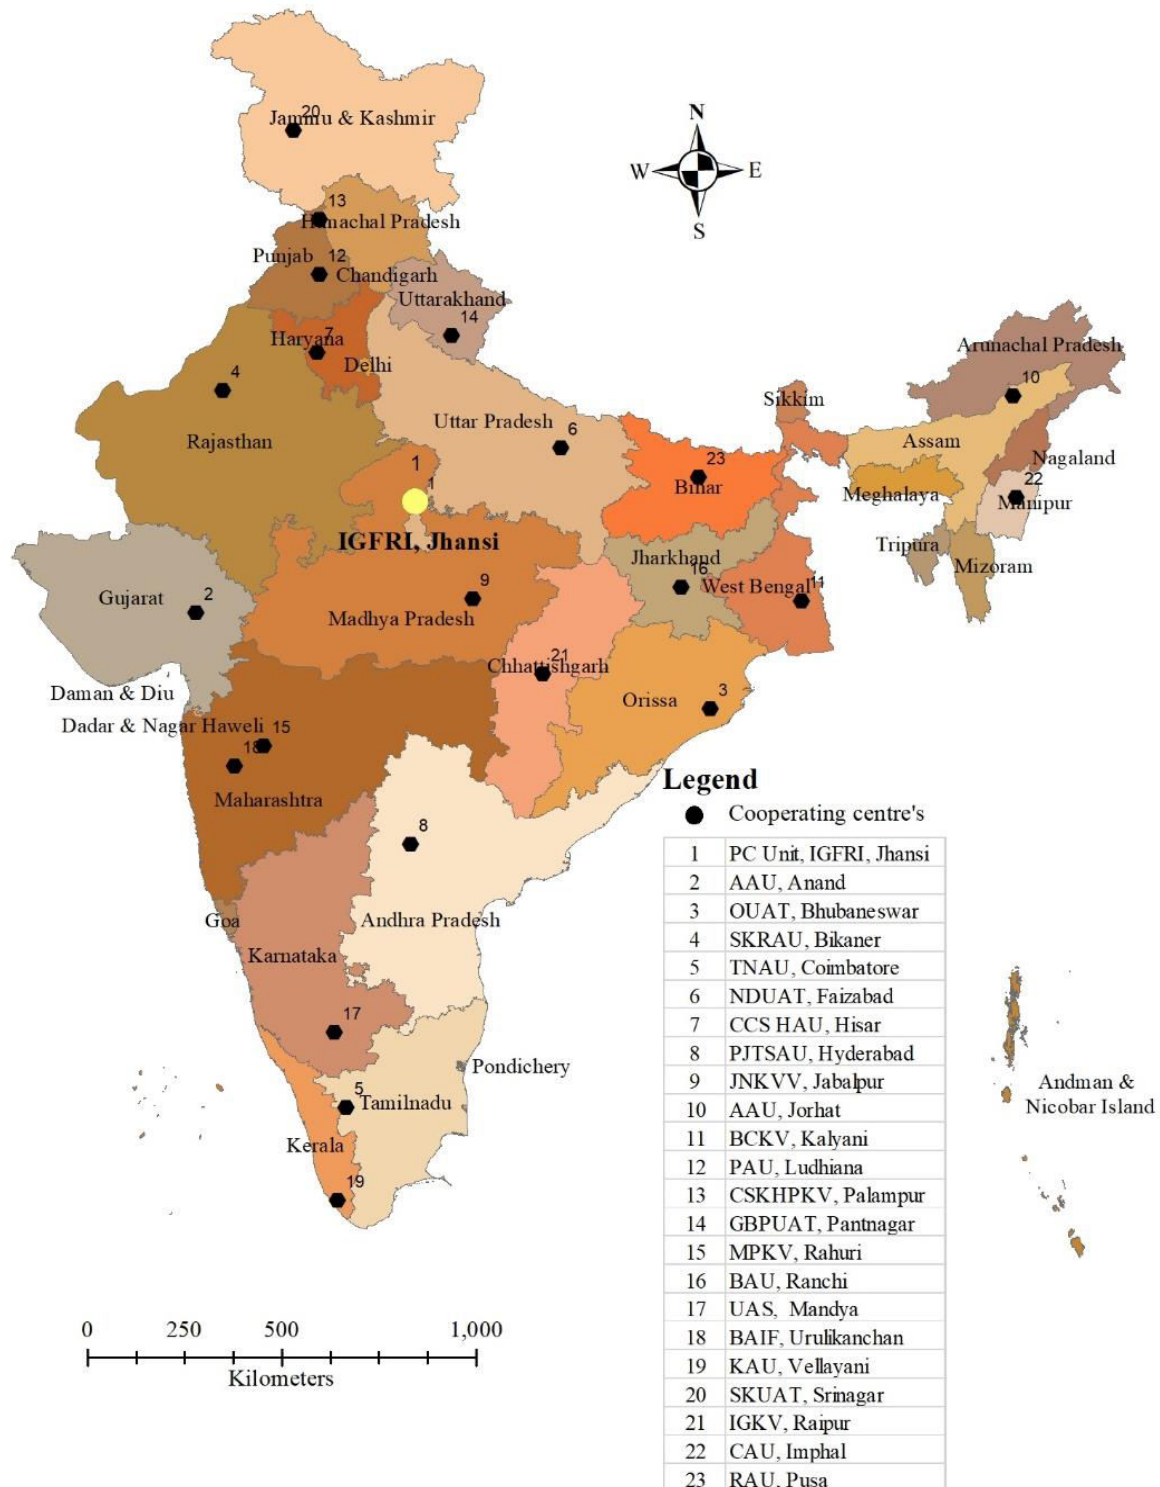 20
Jammu & Kashmir
N
W E
S
13
Himachal Pradesh
Punjab 12
Chandigarh
Uttarakhand
14
Haryana 7
Delhi
4
Rajasthan
Uttar Pradesh 6
Sikkim
Arunachal Pradesh
10
Assam
Nagaland
23
Bihar
22
Meghalaya
Manipur
1
1
IGFRI, Jhansi
Tripura
Mizoram
Jharkhand
16
West Bengal 11
Gujarat 2
9
Madhya Pradesh
21
Chhattishgarh
Orissa 3
Daman & Diu
Dadar & Nagar Haweli 15
18
Maharashtra
8
Goa
Andhra Pradesh
Karnataka
17
Pondichery
5
Tamilnadu
Kerala
19
Andman &
Nicobar Island
0 250 500 1,000
Kilometers
Legend
Cooperating centre's
1 PC Unit, IGFRI, Jhansi
2 AAU, Anand
3 OUAT, Bhubaneswar
4 SKRAU, Bikaner
5 TNAU, Coimbatore
6 NDUAT, Faizabad
7 CCS HAU, Hisar
8 PJTSAU, Hyderabad
9 JNKVV, Jabalpur
10 AAU, Jorhat
11 BCKV, Kalyani
12 PAU, Ludhiana
13 CSKHPKV, Palampur
14 GBPUAT, Pantnagar
15 MPKV, Rahuri
16 BAU, Ranchi
17 UAS, Mandya
18 BAIF, Urulikanchan
19 KAU, Vellayani
20 SKUAT, Srinagar
21 IGKV, Raipur
22 CAU, Imphal
23 RAU, Pusa